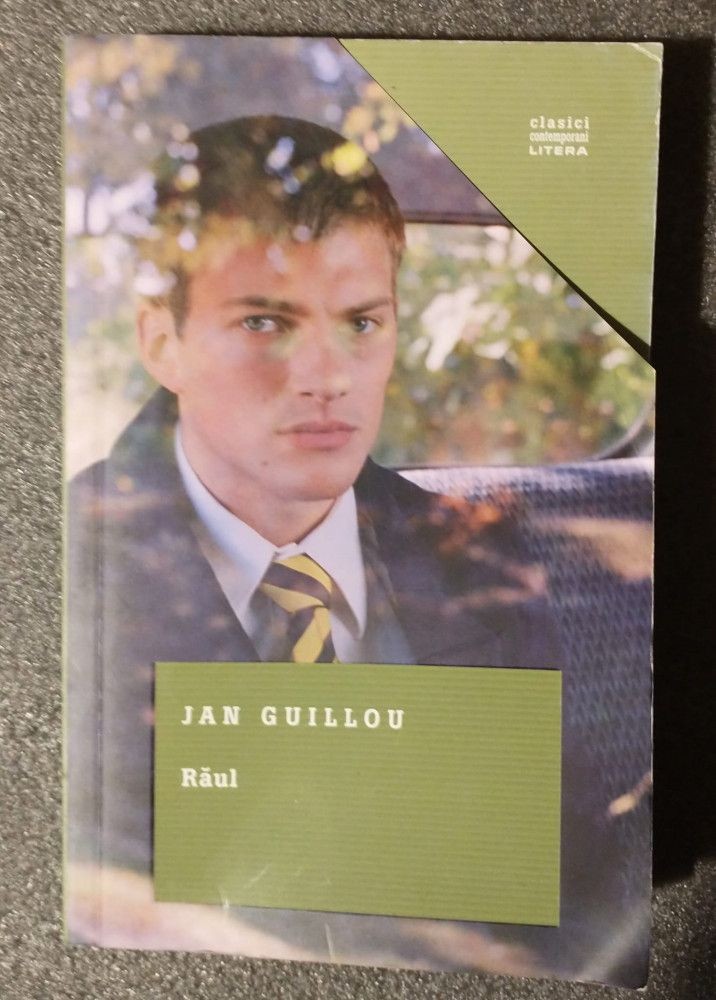 clasici
contemporani
LITERA
JAN GUILLOU
Răul